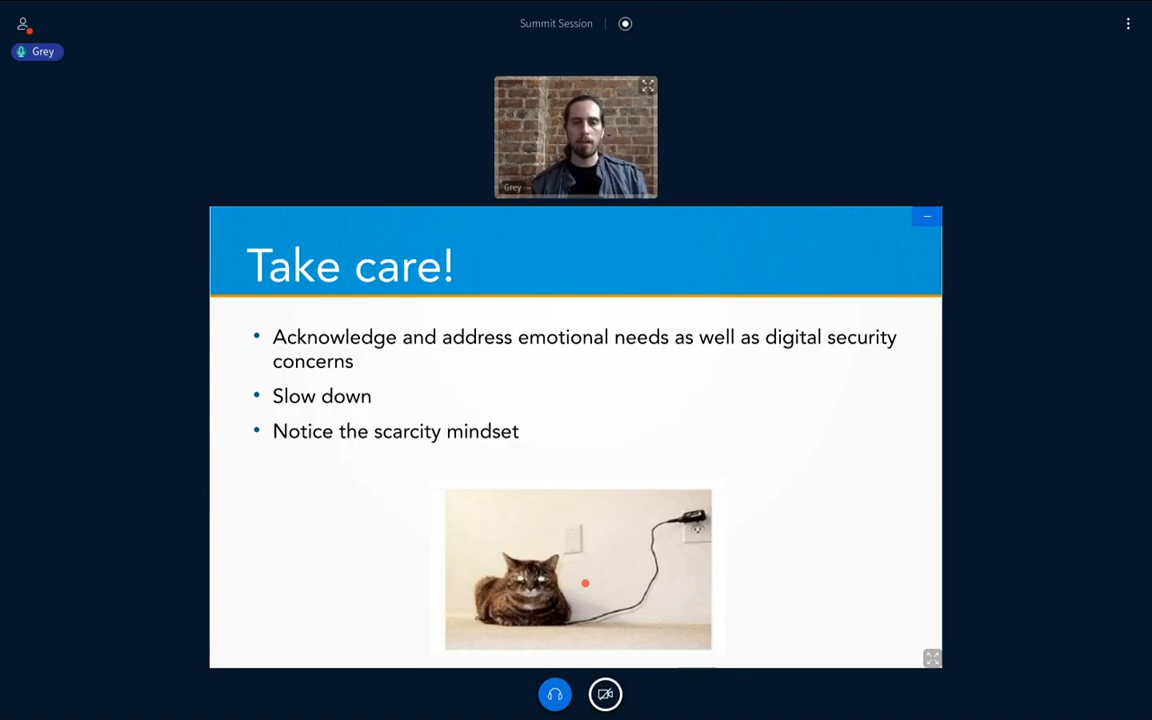 Summit Session
Grey
Grey
Take care!
• Acknowledge and address emotional needs as well as digital security
concerns
• Slow down
• Notice the scarcity mindset